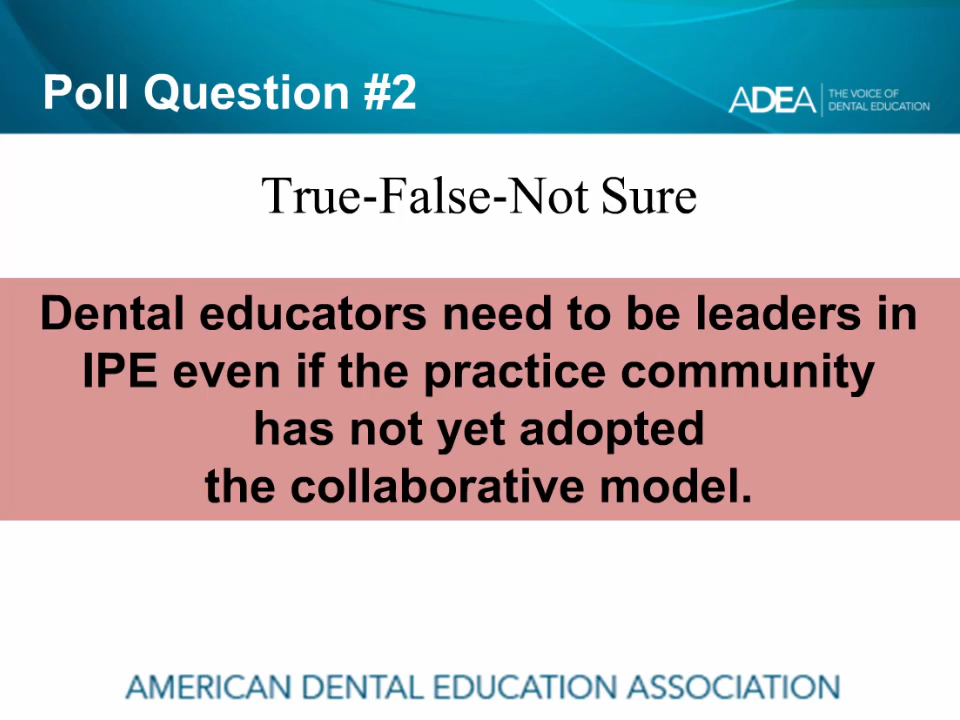 Poll Question #2
ADEA
THE VOICE OF
DENTAL EDUCATION
True-False-Not Sure
Dental educators need to be leaders in
IPE even if the practice community
has not yet adopted
the collaborative model.
AMERICAN DENTAL EDUCATION ASSOCIATION